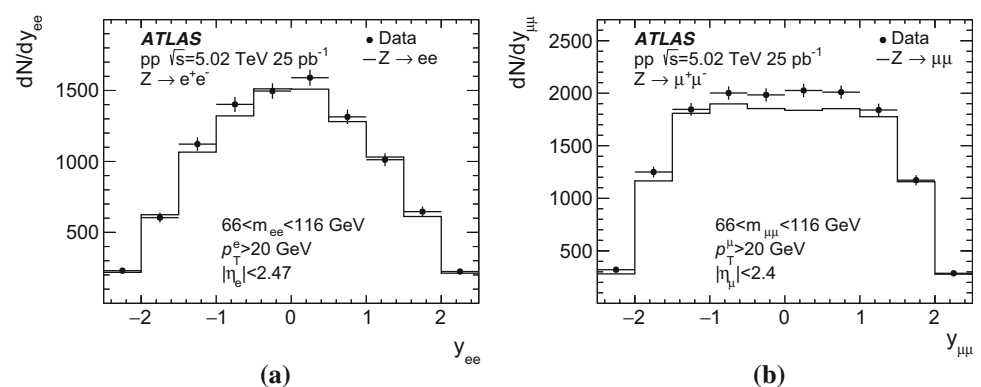 dN/dy_ee
ATLAS
pp √s=5.02 TeV 25 pb⁻¹
Z → e⁺e⁻
Data
Z → ee
1500
1000
500
66<m_ee<116 GeV
p_T^e>20 GeV
|η_e|<2.47
−2 −1 0 1 2
y_ee
(a)
dN/dy_μμ
ATLAS
pp √s=5.02 TeV 25 pb⁻¹
Z → μ⁺μ⁻
Data
Z → μμ
2500
2000
1500
1000
500
66<m_μμ<116 GeV
p_T^μ>20 GeV
|η_μ|<2.4
−2 −1 0 1 2
y_μμ
(b)